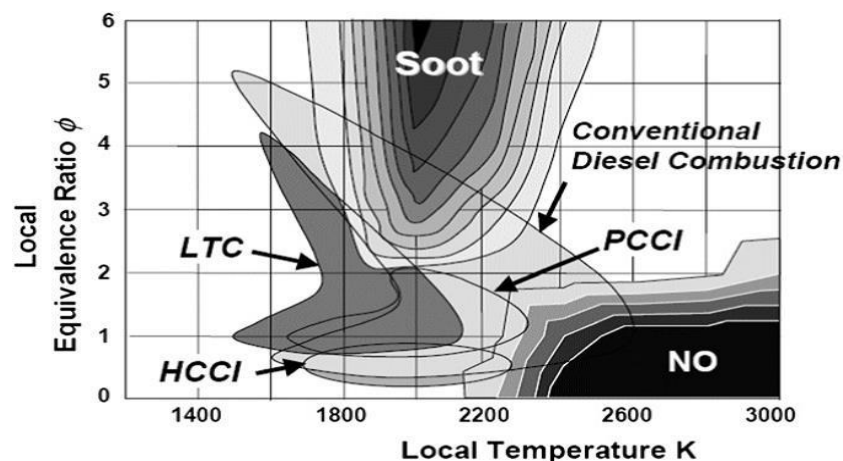 6
5
4
3
2
1
0
Local
Equivalence Ratio ϕ
Soot
Conventional
Diesel Combustion
LTC
PCCI
HCCI
NO
1400
1800
2200
2600
3000
Local Temperature K